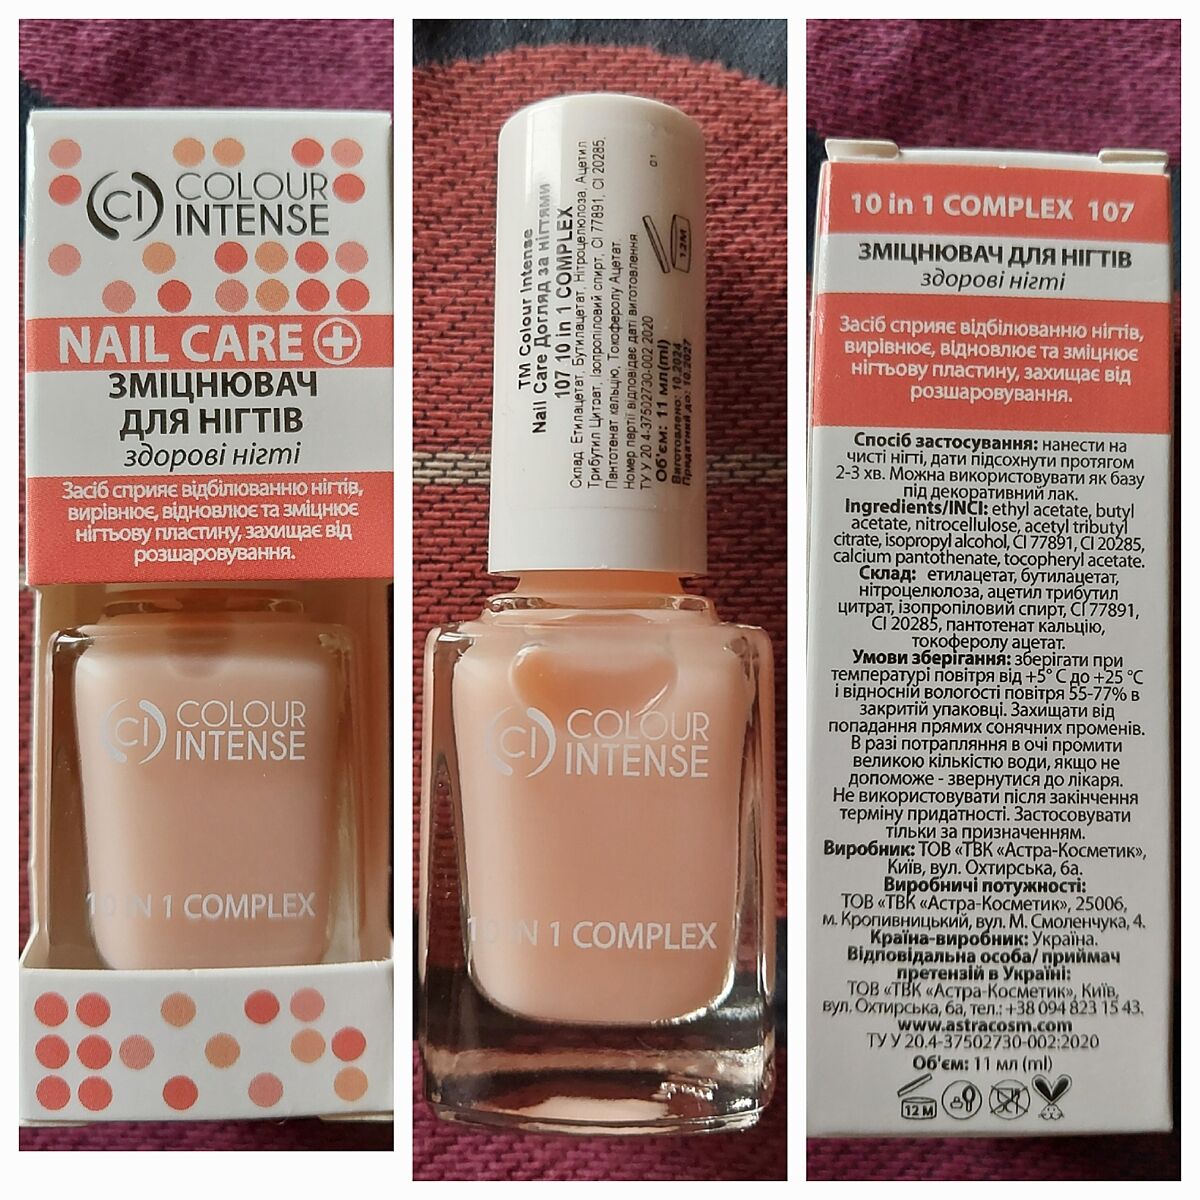 CI COLOUR
INTENSE
NAIL CARE +
ЗМІЦНЮВАЧ
ДЛЯ НІГТІВ
здорові нігті
Засіб сприяє відбілюванню нігтів,
вирівнює, відновлює та зміцнює
нігтьову пластину, захищає від
розшаровування.
CI COLOUR
INTENSE
10 IN 1 COMPLEX
TM Colour Intense
Nail Care Догляд за нігтями
107 10 in 1 COMPLEX
Склад: Етилацетат, Бутилацетат, Нітроцелюлоза, Ацетил
Трибутил Цитрат, Ізопропіловий спирт, CI 77891, CI 20285,
Пантотенат кальцію, Токоферолу Ацетат.
Номер партії відповідає даті виготовлення
ТУ У 20 4-37502730-002 2020
Об'єм: 11 мл(ml)
Виготовлено: 10.2024
Придатний до: 10.2027
12M
01
CI COLOUR
INTENSE
10 IN 1 COMPLEX
10 in 1 COMPLEX 107
ЗМІЦНЮВАЧ ДЛЯ НІГТІВ
здорові нігті
Засіб сприяє відбілюванню нігтів,
вирівнює, відновлює та зміцнює
нігтьову пластину, захищає від
розшаровування.
Спосіб застосування: нанести на
чисті нігті, дати підсохнути протягом
2-3 хв. Можна використовувати як базу
під декоративний лак.
Ingredients/INCI: ethyl acetate, butyl
acetate, nitrocellulose, acetyl tributyl
citrate, isopropyl alcohol, CI 77891, CI 20285,
calcium pantothenate, tocopheryl acetate.
Склад: етилацетат, бутилацетат,
нітроцелюлоза, ацетил трибутил
цитрат, ізопропіловий спирт, CI 77891,
CI 20285, пантотенат кальцію,
токоферолу ацетат.
Умови зберігання: зберігати при
температурі повітря від +5° С до +25 °С
і відносній вологості повітря 55-77% в
закритій упаковці. Захищати від
попадання прямих сонячних променів.
В разі потрапляння в очі промити
великою кількістю води, якщо не
допоможе - звернутися до лікаря.
Не використовувати після закінчення
терміну придатності. Застосовувати
тільки за призначенням.
Виробник: ТОВ «ТВК «Астра-Косметик»,
Київ, вул. Охтирська, 6а.
Виробничі потужності:
ТОВ «ТВК «Астра-Косметик», 25006,
м. Кропивницький, вул. М. Смоленчука, 4.
Країна-виробник: Україна.
Відповідальна особа/ приймач
претензій в Україні:
ТОВ «ТВК «Астра-Косметик», Київ,
вул. Охтирська, 6а, тел.: +38 094 823 15 43.
www.astracosm.com
ТУ У 20.4-37502730-002:2020
Об'єм: 11 мл (ml)
12 M